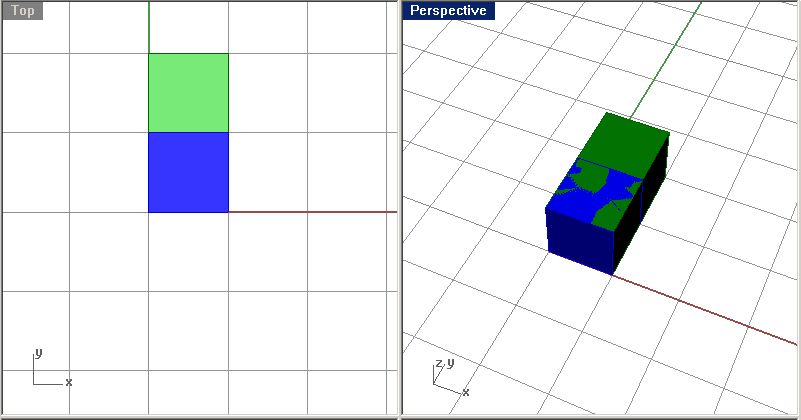 Top
Perspective
y
x
z y
x